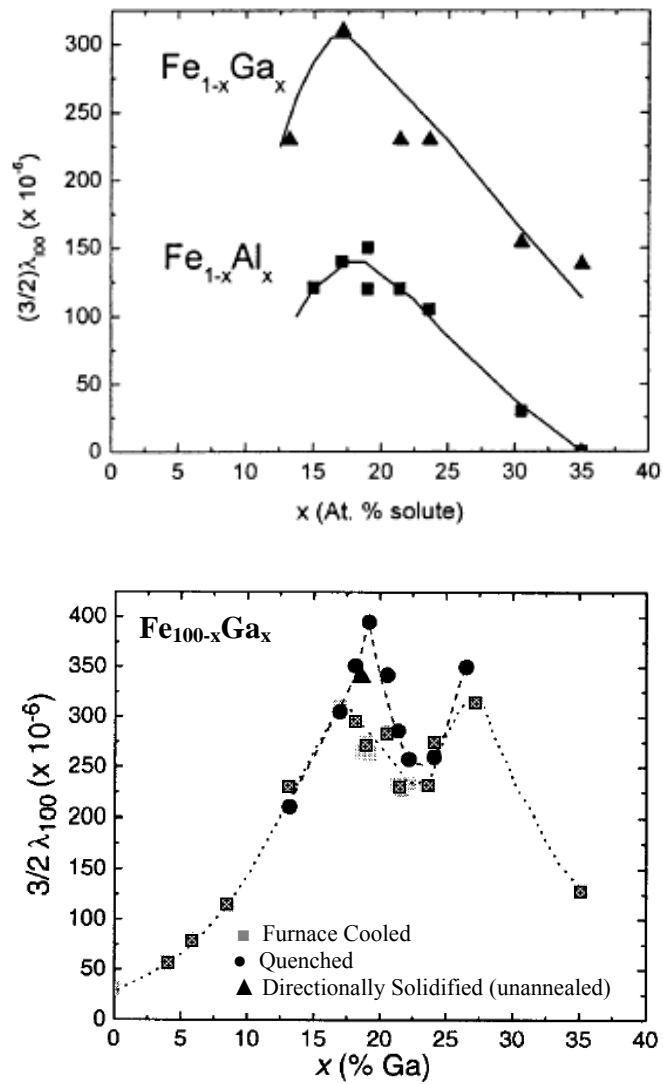 300
250
200
150
100
50
0
(3/2)λ₁₀₀ (x 10⁻⁶)
Fe₁₋ₓGaₓ
Fe₁₋ₓAlₓ
0 5 10 15 20 25 30 35 40
x (At. % solute)
400
350
300
250
200
150
100
50
0
3/2 λ₁₀₀ (x 10⁻⁶)
Fe₁₀₀₋ₓGaₓ
Furnace Cooled
Quenched
Directionally Solidified (unannealed)
0 5 10 15 20 25 30 35 40
x (% Ga)